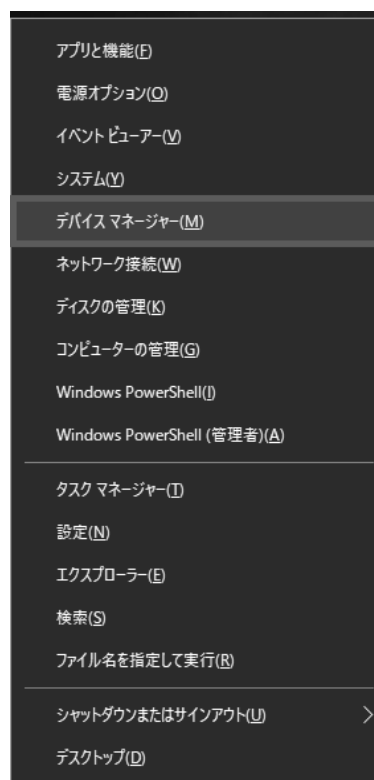 アプリと機能(F)
電源オプション(O)
イベント ビューアー(V)
システム(Y)
デバイス マネージャー(M)
ネットワーク接続(W)
ディスクの管理(K)
コンピューターの管理(G)
Windows PowerShell(I)
Windows PowerShell (管理者)(A)
タスク マネージャー(T)
設定(N)
エクスプローラー(E)
検索(S)
ファイル名を指定して実行(R)
シャットダウンまたはサインアウト(U)
デスクトップ(D)